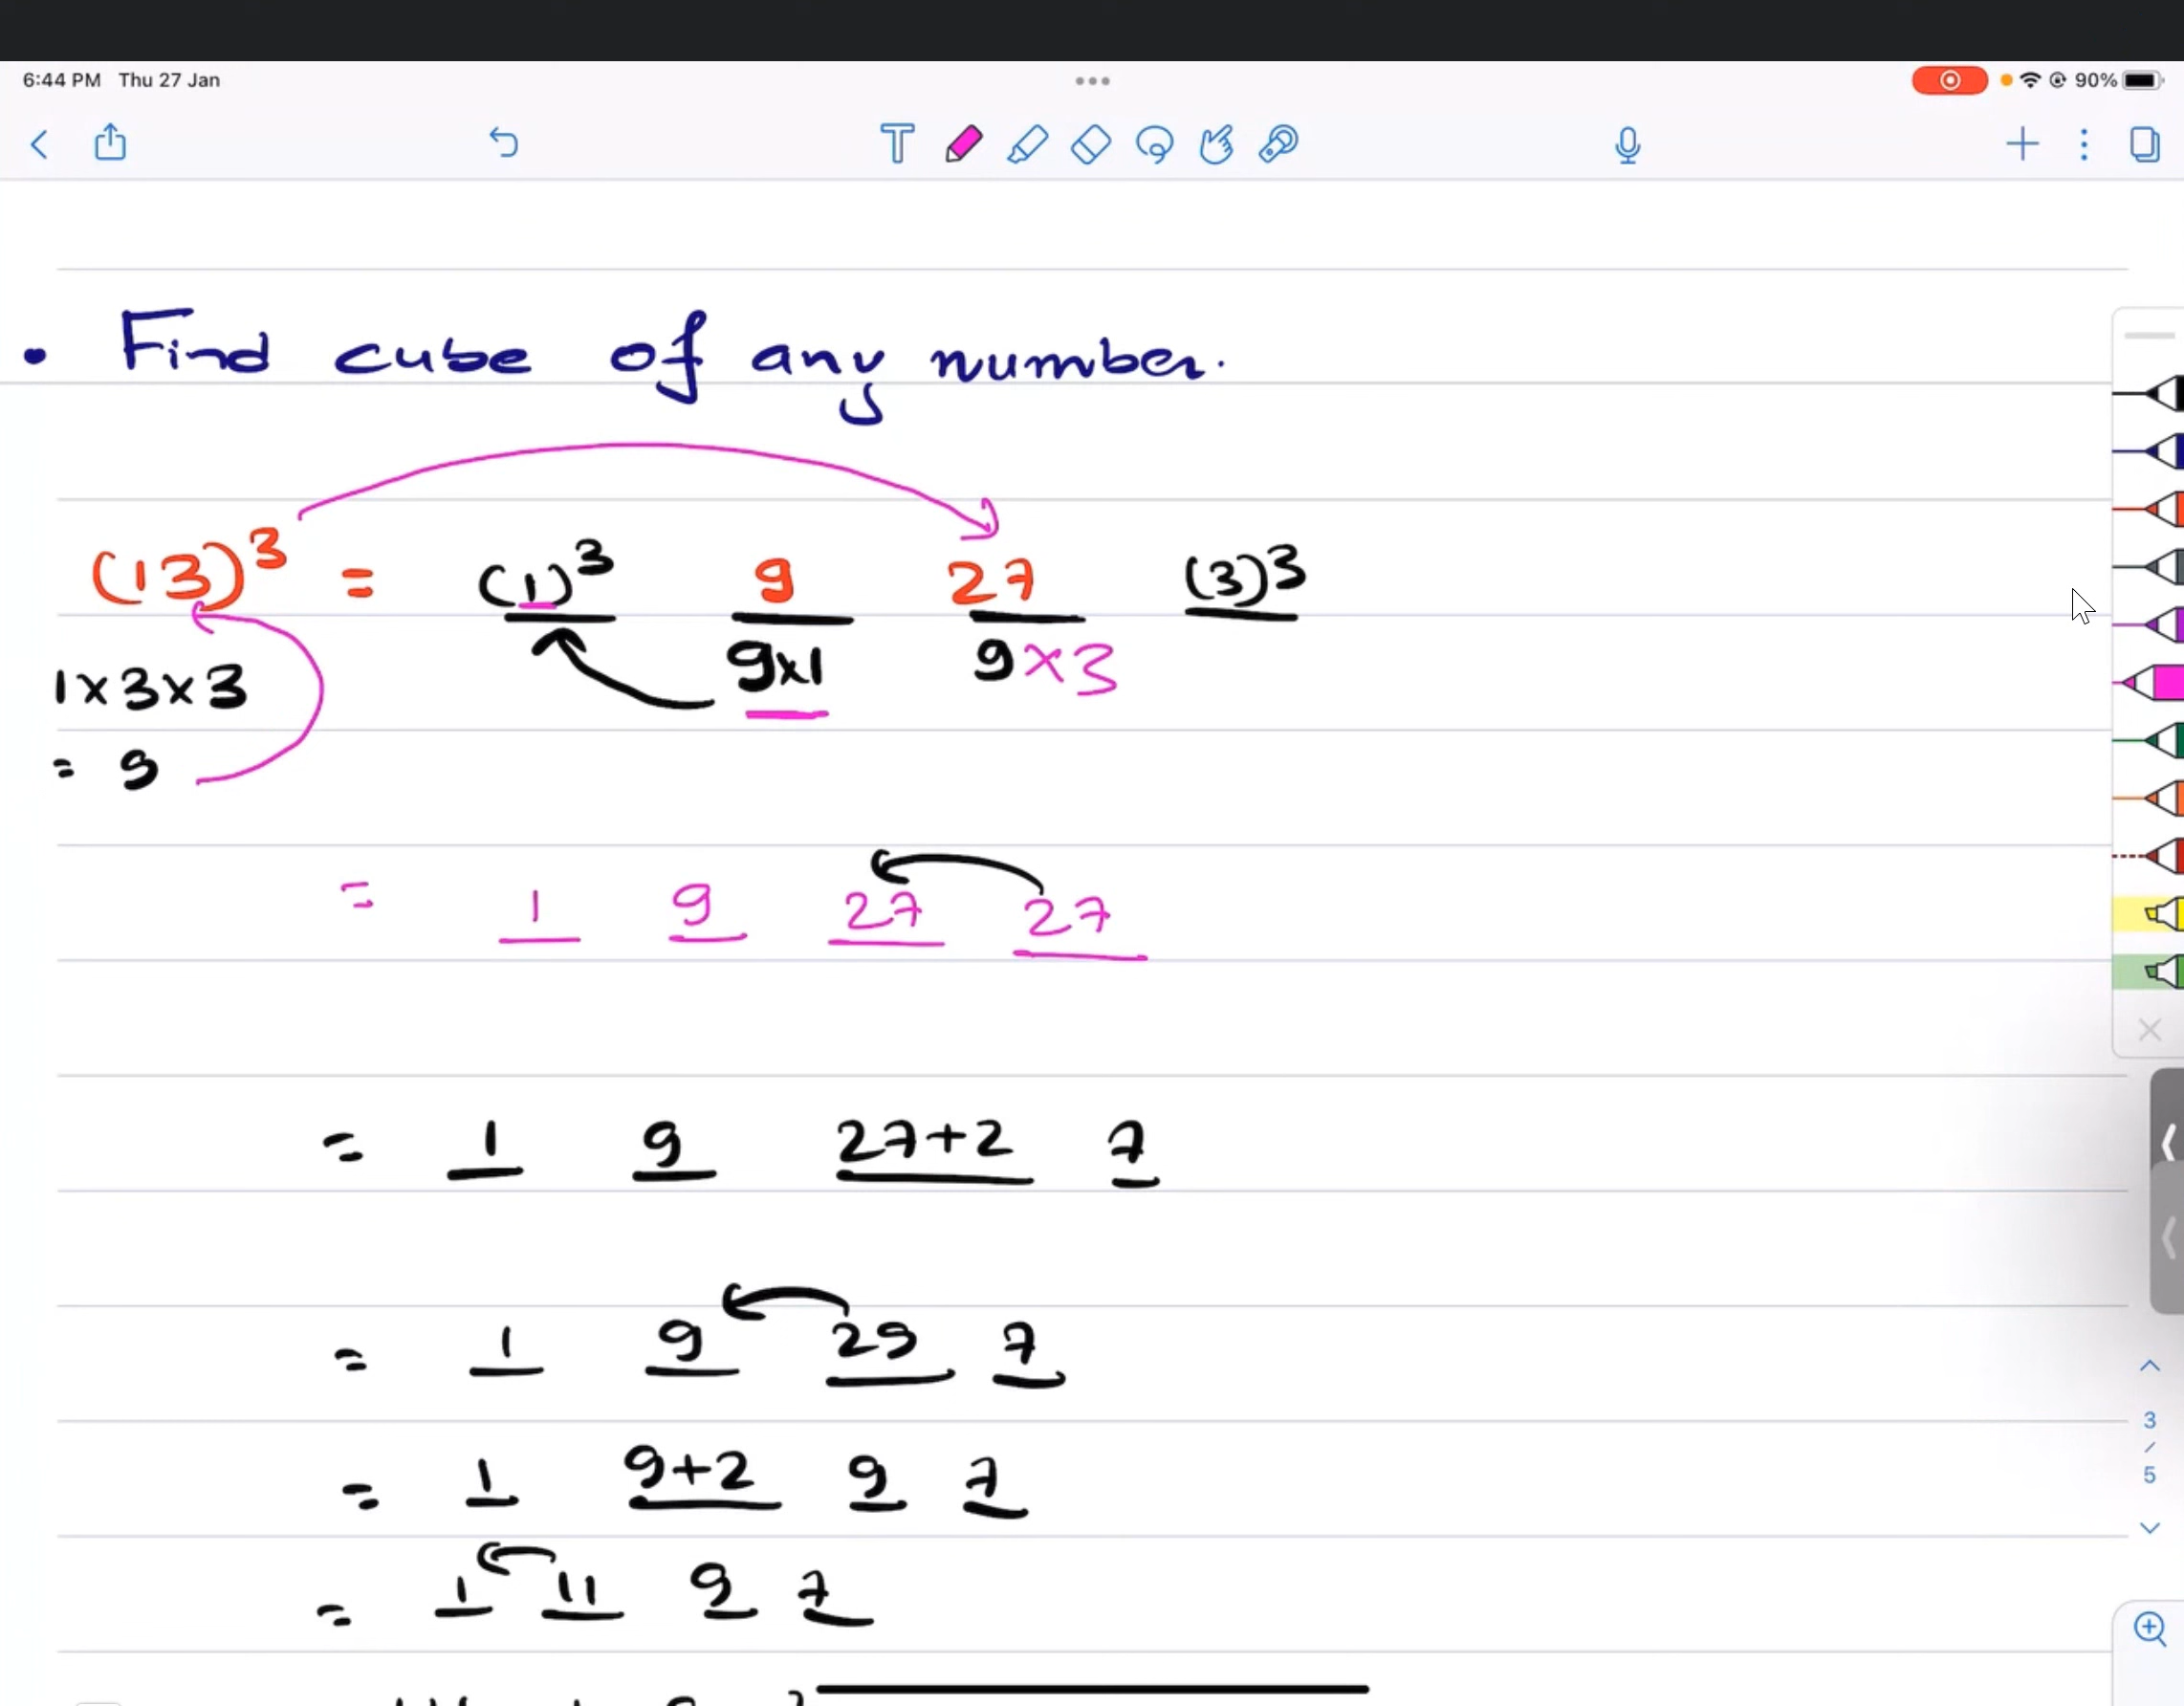 6:44 PM Thu 27 Jan
90%
• Find cube of any number.
(13)³ = (1)³ 9 27 (3)³
9x1 9x3
1x3x3
= 9
= 1 9 27 27
= 1 9 27+2 7
= 1 9 29 7
= 1 9+2 9 7
= 1 11 9 7
3
/
5